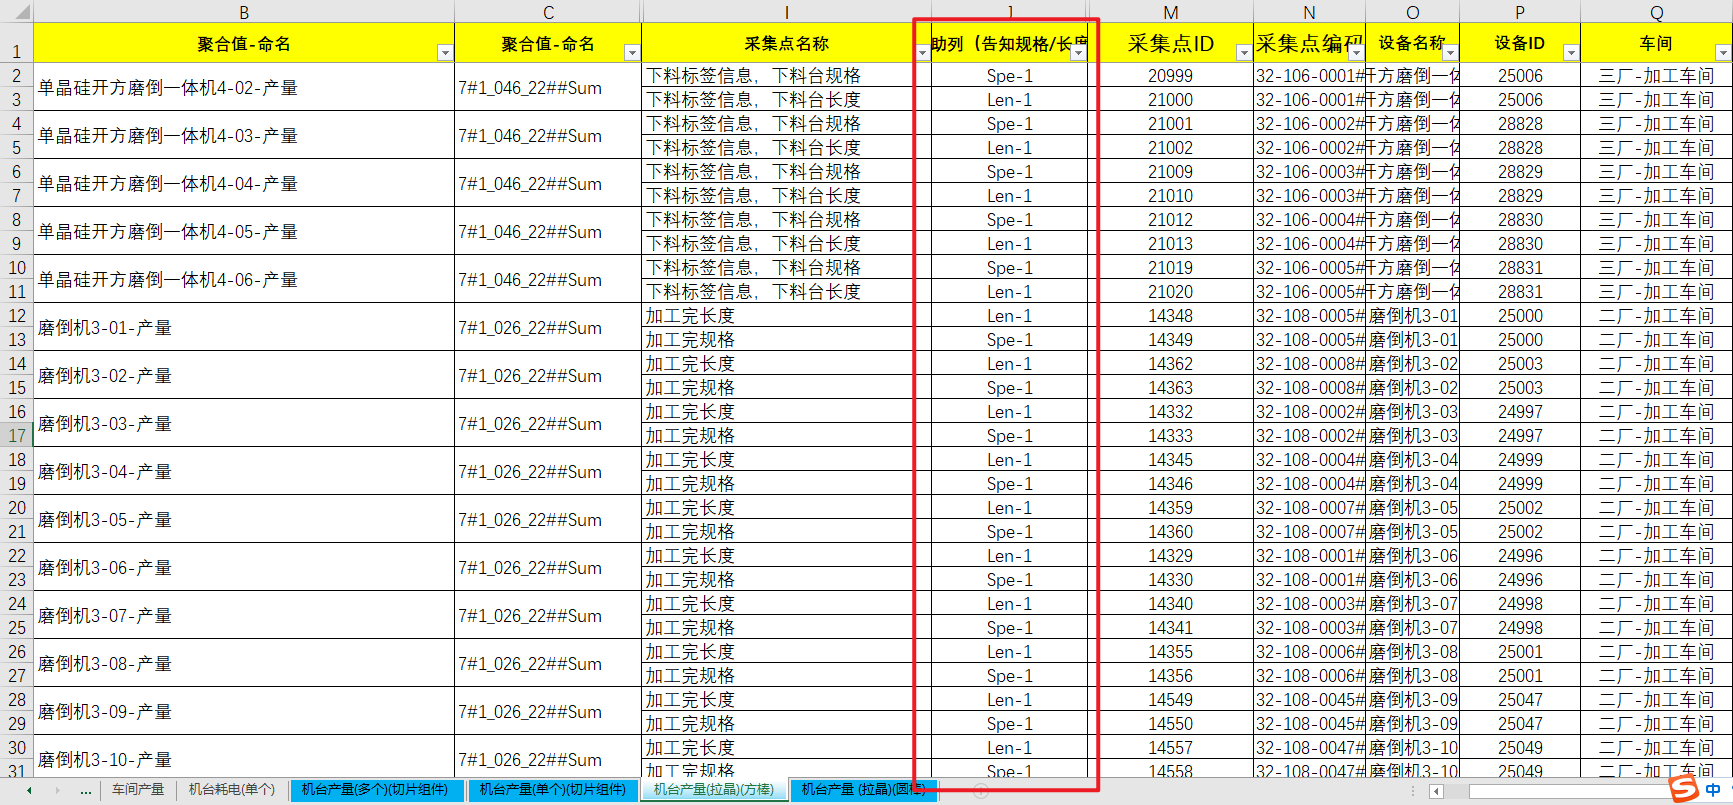 B C I J M N O P Q
1 聚合值-命名 聚合值-命名 采集点名称 助列（告知规格/长度 采集点ID 采集点编码 设备名称 设备ID 车间
2 单晶硅开方磨倒一体机4-02-产量 7#1_046_22##Sum 下料标签信息，下料台规格 Spe-1 20999 32-106-0001# 开方磨倒一体 25006 三厂-加工车间
3 下料标签信息，下料台长度 Len-1 21000 32-106-0001# 开方磨倒一体 25006 三厂-加工车间
4 单晶硅开方磨倒一体机4-03-产量 7#1_046_22##Sum 下料标签信息，下料台规格 Spe-1 21001 32-106-0002# 开方磨倒一体 28828 三厂-加工车间
5 下料标签信息，下料台长度 Len-1 21002 32-106-0002# 开方磨倒一体 28828 三厂-加工车间
6 单晶硅开方磨倒一体机4-04-产量 7#1_046_22##Sum 下料标签信息，下料台规格 Spe-1 21009 32-106-0003# 开方磨倒一体 28829 三厂-加工车间
7 下料标签信息，下料台长度 Len-1 21010 32-106-0003# 开方磨倒一体 28829 三厂-加工车间
8 单晶硅开方磨倒一体机4-05-产量 7#1_046_22##Sum 下料标签信息，下料台规格 Spe-1 21012 32-106-0004# 开方磨倒一体 28830 三厂-加工车间
9 下料标签信息，下料台长度 Len-1 21013 32-106-0004# 开方磨倒一体 28830 三厂-加工车间
10 单晶硅开方磨倒一体机4-06-产量 7#1_046_22##Sum 下料标签信息，下料台规格 Spe-1 21019 32-106-0005# 开方磨倒一体 28831 三厂-加工车间
11 下料标签信息，下料台长度 Len-1 21020 32-106-0005# 开方磨倒一体 28831 三厂-加工车间
12 磨倒机3-01-产量 7#1_026_22##Sum 加工完长度 Len-1 14348 32-108-0005# 磨倒机3-01 25000 二厂-加工车间
13 加工完规格 Spe-1 14349 32-108-0005# 磨倒机3-01 25000 二厂-加工车间
14 磨倒机3-02-产量 7#1_026_22##Sum 加工完长度 Len-1 14362 32-108-0008# 磨倒机3-02 25003 二厂-加工车间
15 加工完规格 Spe-1 14363 32-108-0008# 磨倒机3-02 25003 二厂-加工车间
16 磨倒机3-03-产量 7#1_026_22##Sum 加工完长度 Len-1 14332 32-108-0002# 磨倒机3-03 24997 二厂-加工车间
17 加工完规格 Spe-1 14333 32-108-0002# 磨倒机3-03 24997 二厂-加工车间
18 磨倒机3-04-产量 7#1_026_22##Sum 加工完长度 Len-1 14345 32-108-0004# 磨倒机3-04 24999 二厂-加工车间
19 加工完规格 Spe-1 14346 32-108-0004# 磨倒机3-04 24999 二厂-加工车间
20 磨倒机3-05-产量 7#1_026_22##Sum 加工完长度 Len-1 14359 32-108-0007# 磨倒机3-05 25002 二厂-加工车间
21 加工完规格 Spe-1 14360 32-108-0007# 磨倒机3-05 25002 二厂-加工车间
22 磨倒机3-06-产量 7#1_026_22##Sum 加工完长度 Len-1 14329 32-108-0001# 磨倒机3-06 24996 二厂-加工车间
23 加工完规格 Spe-1 14330 32-108-0001# 磨倒机3-06 24996 二厂-加工车间
24 磨倒机3-07-产量 7#1_026_22##Sum 加工完长度 Len-1 14340 32-108-0003# 磨倒机3-07 24998 二厂-加工车间
25 加工完规格 Spe-1 14341 32-108-0003# 磨倒机3-07 24998 二厂-加工车间
26 磨倒机3-08-产量 7#1_026_22##Sum 加工完长度 Len-1 14355 32-108-0006# 磨倒机3-08 25001 二厂-加工车间
27 加工完规格 Spe-1 14356 32-108-0006# 磨倒机3-08 25001 二厂-加工车间
28 磨倒机3-09-产量 7#1_026_22##Sum 加工完长度 Len-1 14549 32-108-0045# 磨倒机3-09 25047 二厂-加工车间
29 加工完规格 Spe-1 14550 32-108-0045# 磨倒机3-09 25047 二厂-加工车间
30 磨倒机3-10-产量 7#1_026_22##Sum 加工完长度 Len-1 14557 32-108-0047# 磨倒机3-10 25049 二厂-加工车间
31 加工完规格 Spe-1 14558 32-108-0047# 磨倒机3-10 25049 二厂-加工车间
... 车间产量 机台耗电(单个) 机台产量(多个)(切片组件) 机台产量(单个)(切片组件) 机台产量(拉晶)(方棒) 机台产量 (拉晶)(圆棒) S 中